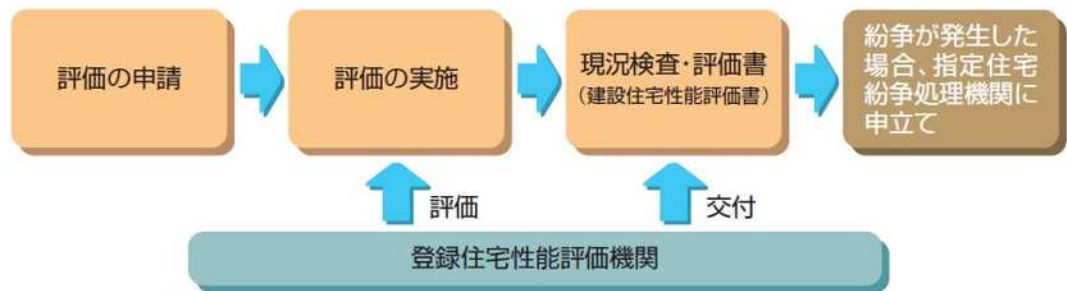 評価の申請
評価の実施
現況検査・評価書
（建設住宅性能評価書）
紛争が発生した
場合、指定住宅
紛争処理機関に
申立て
評価
交付
登録住宅性能評価機関